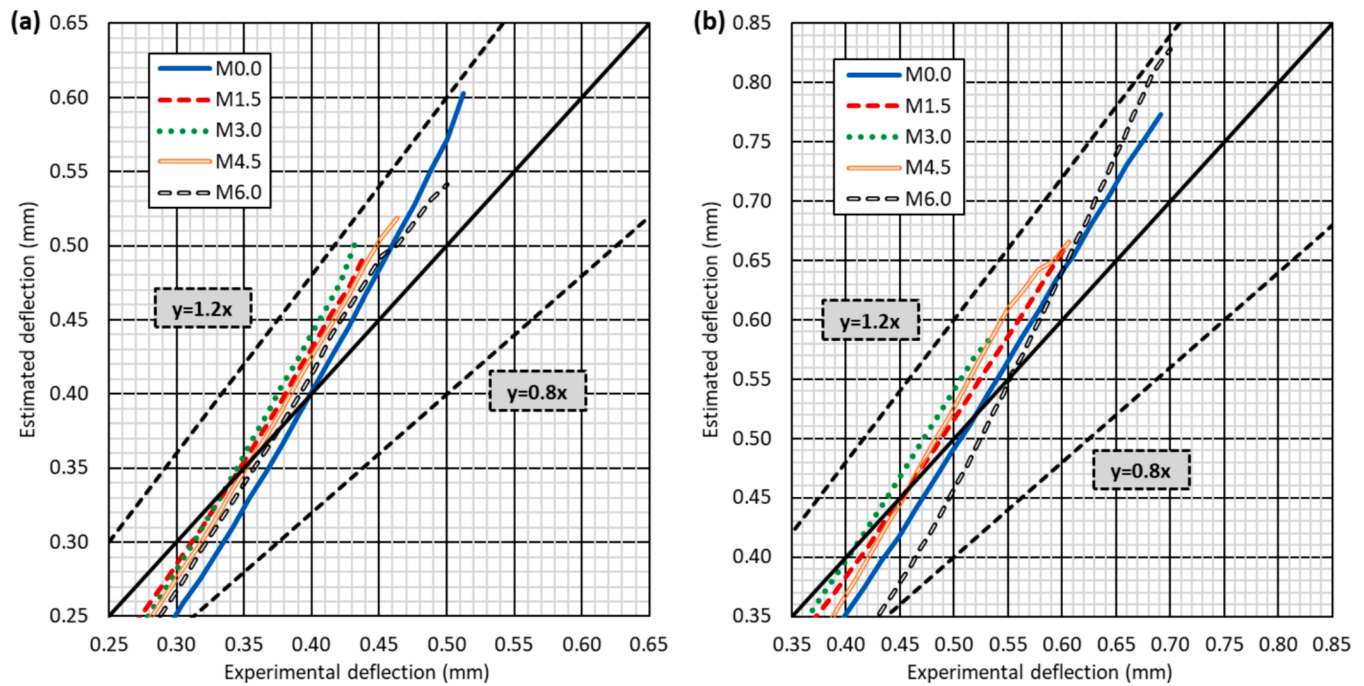 (a)
Estimated deflection (mm)
0.65
0.60
0.55
0.50
0.45
0.40
0.35
0.30
0.25
M0.0
M1.5
M3.0
M4.5
M6.0
y=1.2x
y=0.8x
0.25 0.30 0.35 0.40 0.45 0.50 0.55 0.60 0.65
Experimental deflection (mm)
(b)
Estimated deflection (mm)
0.85
0.80
0.75
0.70
0.65
0.60
0.55
0.50
0.45
0.40
0.35
M0.0
M1.5
M3.0
M4.5
M6.0
y=1.2x
y=0.8x
0.35 0.40 0.45 0.50 0.55 0.60 0.65 0.70 0.75 0.80 0.85
Experimental deflection (mm)